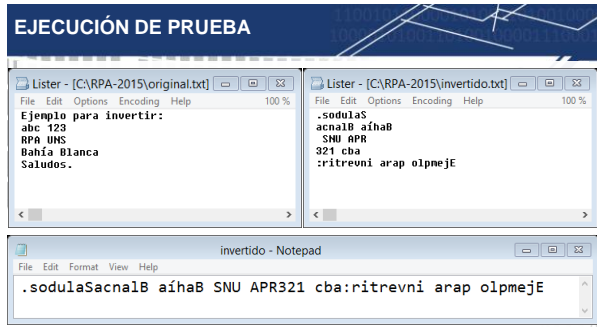 EJECUCIÓN DE PRUEBA
Lister - [C:\RPA-2015\original.txt]
File Edit Options Encoding Help 100 %
Ejemplo para invertir:
abc 123
RPA UNS
Bahía Blanca
Saludos.
Lister - [C:\RPA-2015\invertido.txt]
File Edit Options Encoding Help 100 %
.sodulaS
acnalB aíhaB
SNU APR
321 cba
:ritrevni arap olpmejE
invertido - Notepad
File Edit Format View Help
.sodulaSacnalB aíhaB SNU APR321 cba:ritrevni arap olpmejE